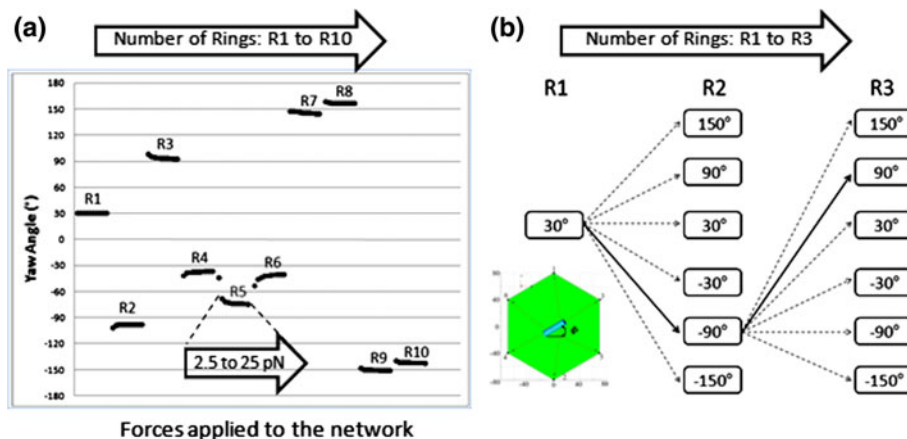 (a)
Number of Rings: R1 to R10
Yaw Angle (°)
180
150
120
90
60
30
0
-30
-60
-90
-120
-150
-180
R1
R2
R3
R4
R5
R6
R7
R8
R9
R10
2.5 to 25 pN
Forces applied to the network
(b)
Number of Rings: R1 to R3
R1
R2
R3
30°
150°
90°
30°
-30°
-90°
-150°
150°
90°
30°
-30°
-90°
-150°